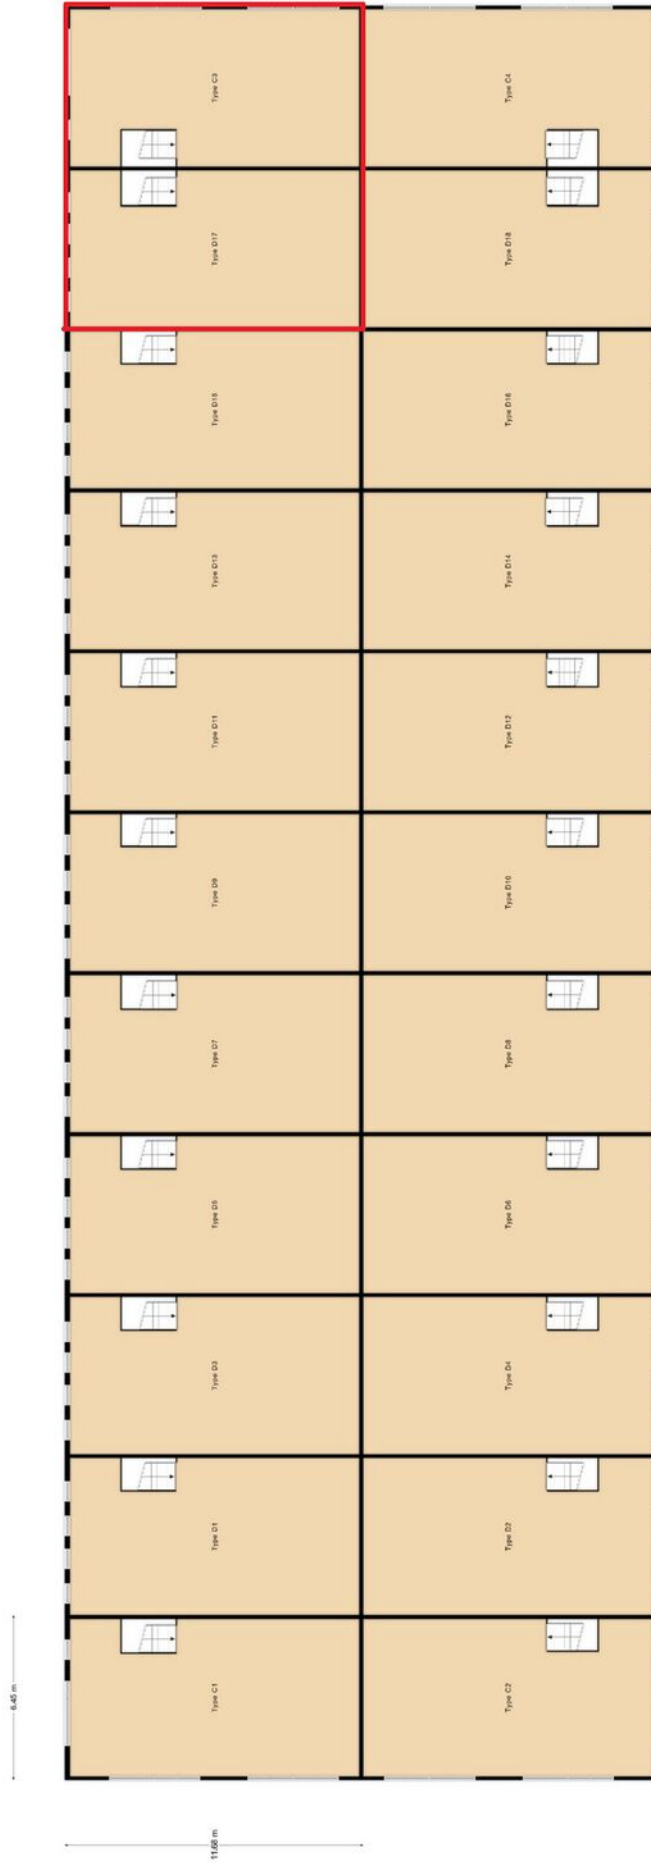 Type C3
Type C4
Type D17
Type D18
Type D15
Type D16
Type D13
Type D14
Type D11
Type D12
Type D9
Type D10
Type D7
Type D8
Type D5
Type D6
Type D3
Type D4
Type D1
Type D2
Type C1
Type C2
6.45 m
11.68 m